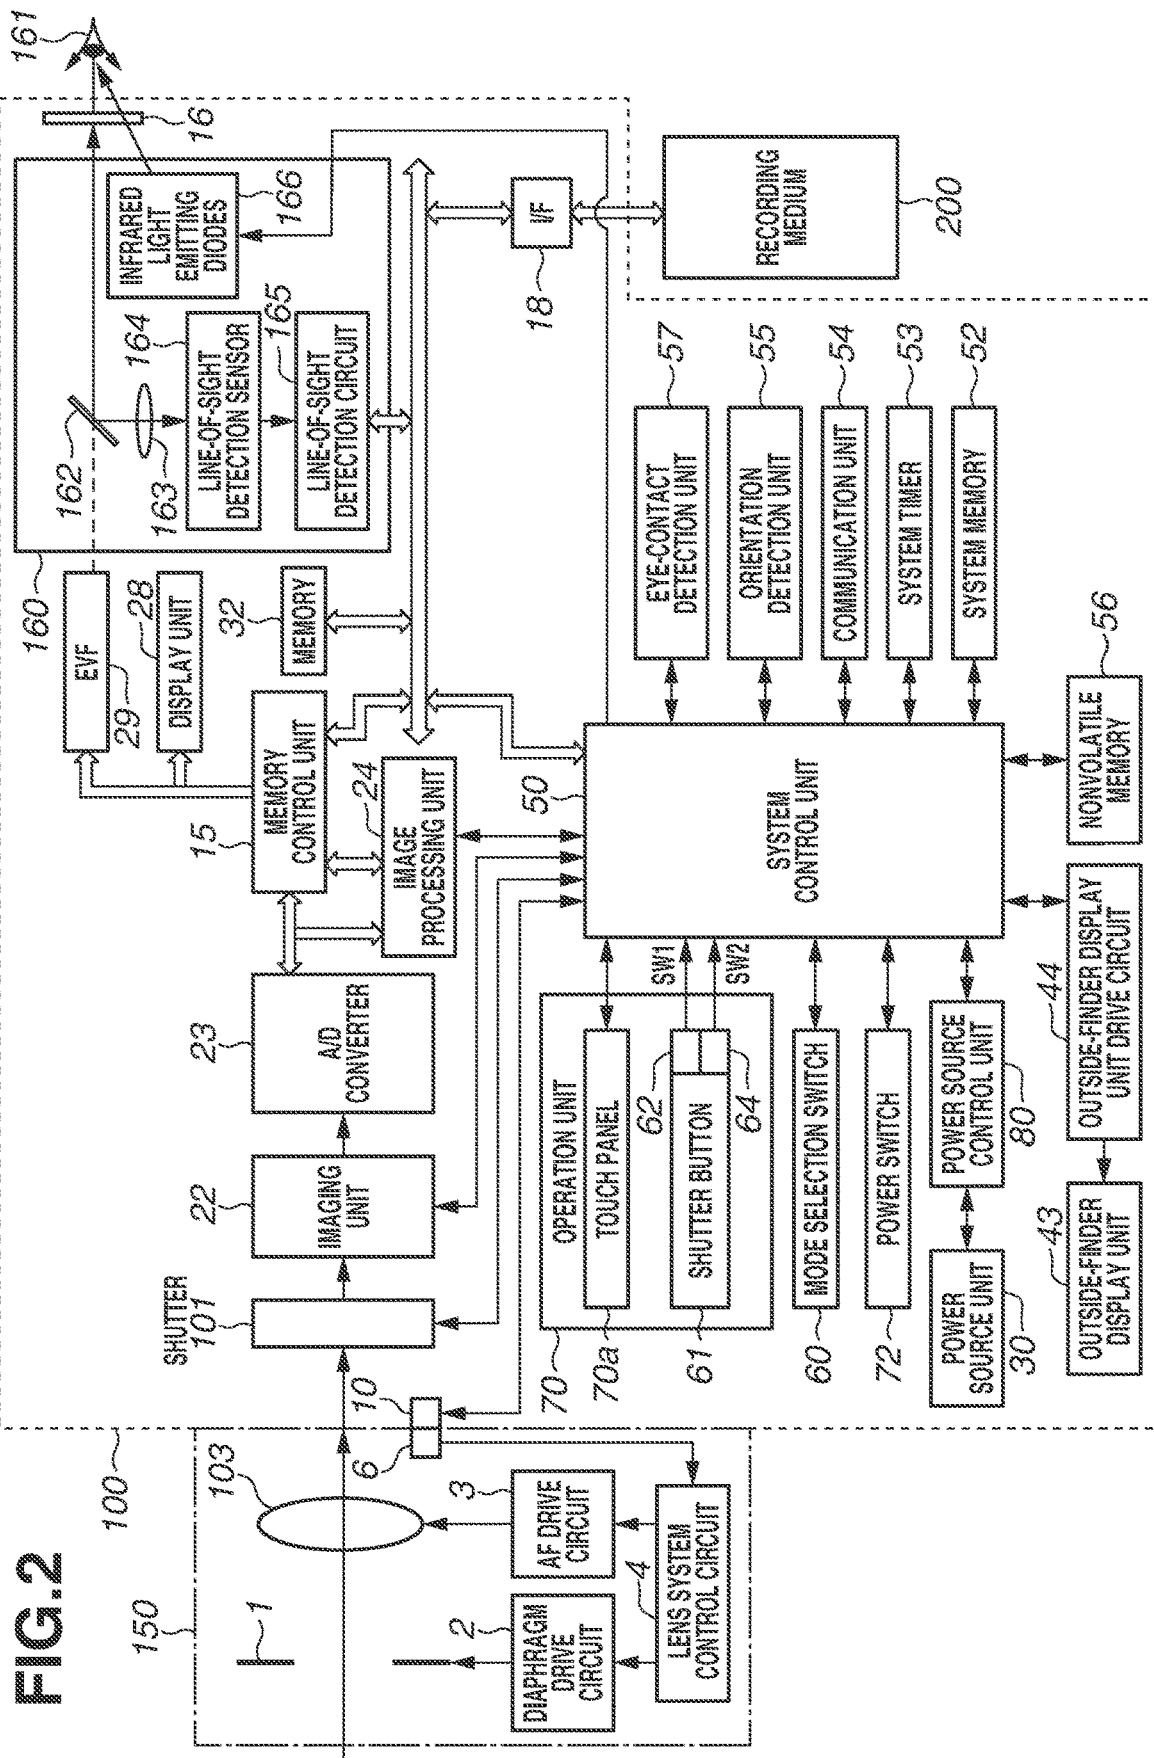 FIG.2
150
100
1
103
2
DIAPHRAGM
DRIVE
CIRCUIT
3
AF DRIVE
CIRCUIT
4
LENS SYSTEM
CONTROL CIRCUIT
6
10
SHUTTER
101
22
IMAGING
UNIT
23
A/D
CONVERTER
15
MEMORY
CONTROL UNIT
24
IMAGE
PROCESSING UNIT
29
EVF
28
DISPLAY UNIT
32
MEMORY
160
162
163
164
LINE-OF-SIGHT
DETECTION SENSOR
165
LINE-OF-SIGHT
DETECTION CIRCUIT
INFRARED
LIGHT
EMITTING
DIODES
166
16
161
18
I/F
RECORDING
MEDIUM
200
50
SYSTEM
CONTROL UNIT
70
OPERATION UNIT
70a
TOUCH PANEL
61
SHUTTER BUTTON
62
64
SW1
SW2
60
MODE SELECTION SWITCH
72
POWER SWITCH
POWER SOURCE
CONTROL UNIT
80
POWER
SOURCE UNIT
30
43
OUTSIDE-FINDER
DISPLAY UNIT
44
OUTSIDE-FINDER DISPLAY
UNIT DRIVE CIRCUIT
NONVOLATILE
MEMORY
56
EYE-CONTACT
DETECTION UNIT
57
ORIENTATION
DETECTION UNIT
55
COMMUNICATION UNIT
54
SYSTEM TIMER
53
SYSTEM MEMORY
52